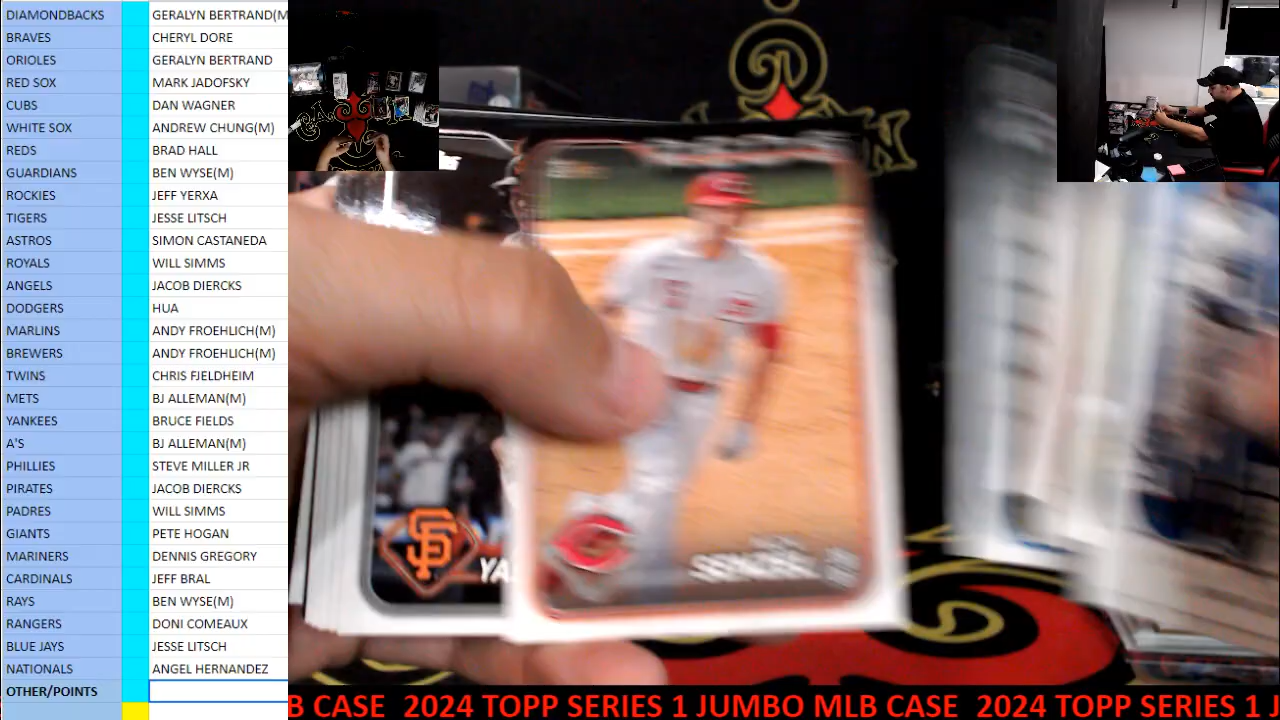 DIAMONDBACKS GERALYN BERTRAND(M
BRAVES CHERYL DORE
ORIOLES GERALYN BERTRAND
RED SOX MARK JADOFSKY
CUBS DAN WAGNER
WHITE SOX ANDREW CHUNG(M)
REDS BRAD HALL
GUARDIANS BEN WYSE(M)
ROCKIES JEFF YERXA
TIGERS JESSE LITSCH
ASTROS SIMON CASTANEDA
ROYALS WILL SIMMS
ANGELS JACOB DIERCKS
DODGERS HUA
MARLINS ANDY FROEHLICH(M)
BREWERS ANDY FROEHLICH(M)
TWINS CHRIS FJELDHEIM
METS BJ ALLEMAN(M)
YANKEES BRUCE FIELDS
A'S BJ ALLEMAN(M)
PHILLIES STEVE MILLER JR
PIRATES JACOB DIERCKS
PADRES WILL SIMMS
GIANTS PETE HOGAN
MARINERS DENNIS GREGORY
CARDINALS JEFF BRAL
RAYS BEN WYSE(M)
RANGERS DONI COMEAUX
BLUE JAYS JESSE LITSCH
NATIONALS ANGEL HERNANDEZ
OTHER/POINTS
SF
YA
B CASE 2024 TOPP SERIES 1 JUMBO MLB CASE 2024 TOPP SERIES 1 J